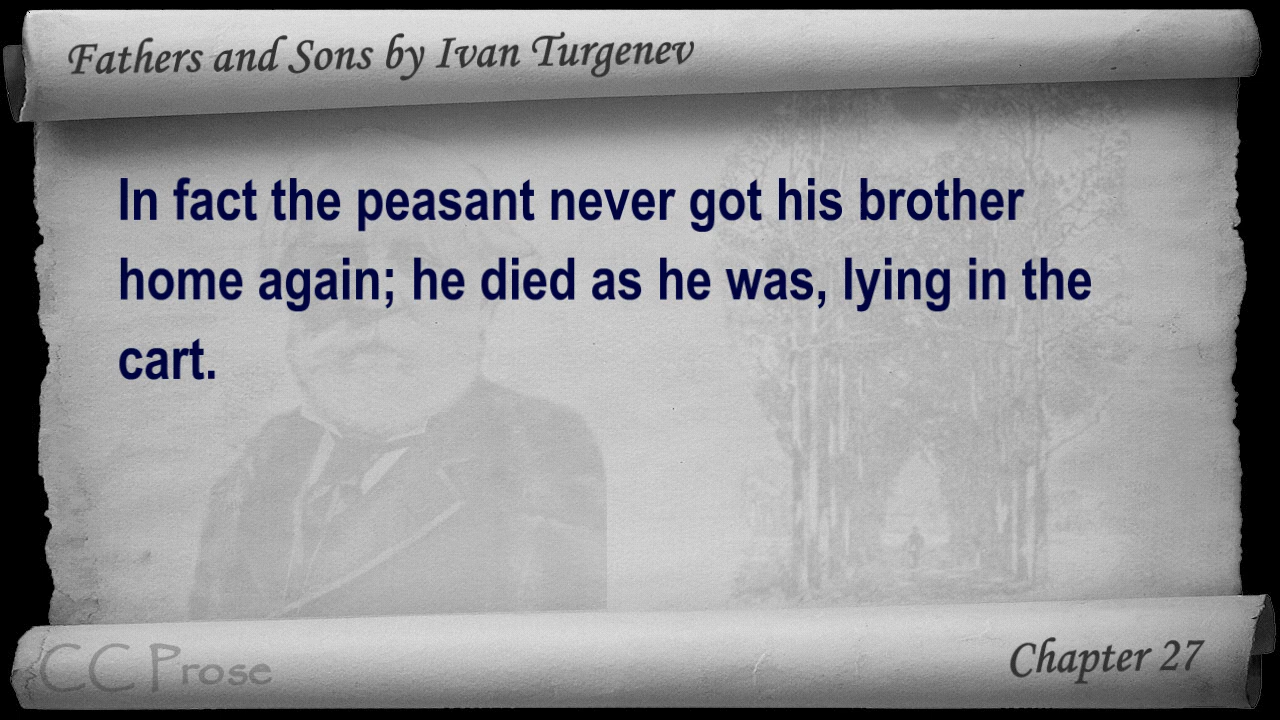 Fathers and Sons by Ivan Turgenev
In fact the peasant never got his brother
home again; he died as he was, lying in the
cart.
CC Prose
Chapter 27